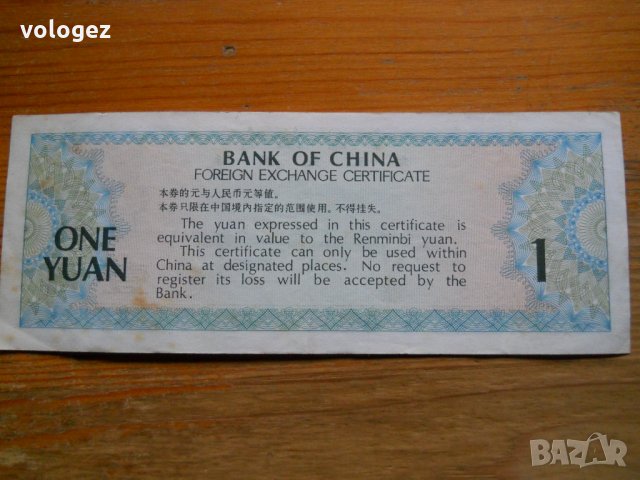 vologez
BANK OF CHINA
FOREIGN EXCHANGE CERTIFICATE
本券的元与人民币元等值。
本券只限在中国境内指定的范围使用。不得挂失。
The yuan expressed in this certificate is
equivalent in value to the Renminbi yuan.
This certificate can only be used within
China at designated places. No request to
register its loss will be accepted by the
Bank.
ONE
YUAN
1
BAZAR